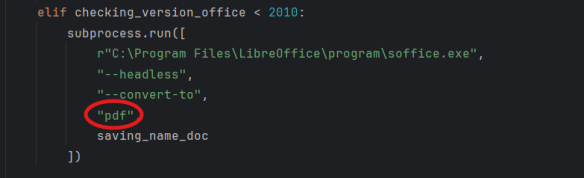 elif checking_version_office < 2010:
subprocess.run([
r"C:\Program Files\LibreOffice\program\soffice.exe",
"--headless",
"--convert-to",
"pdf"
saving_name_doc
])